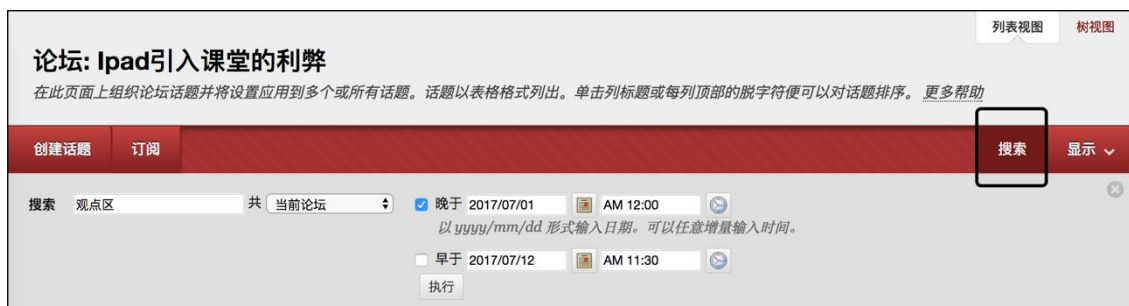 列表视图 树视图
论坛: Ipad引入课堂的利弊
在此页面上组织论坛话题并将设置应用到多个或所有话题。话题以表格格式列出。单击列标题或每列顶部的脱字符便可以对话题排序。 更多帮助
创建话题 订阅 搜索 显示
搜索 观点区 共 当前论坛 晚于 2017/07/01 AM 12:00
以 yyyy/mm/dd 形式输入日期。可以任意增量输入时间。
早于 2017/07/12 AM 11:30
执行